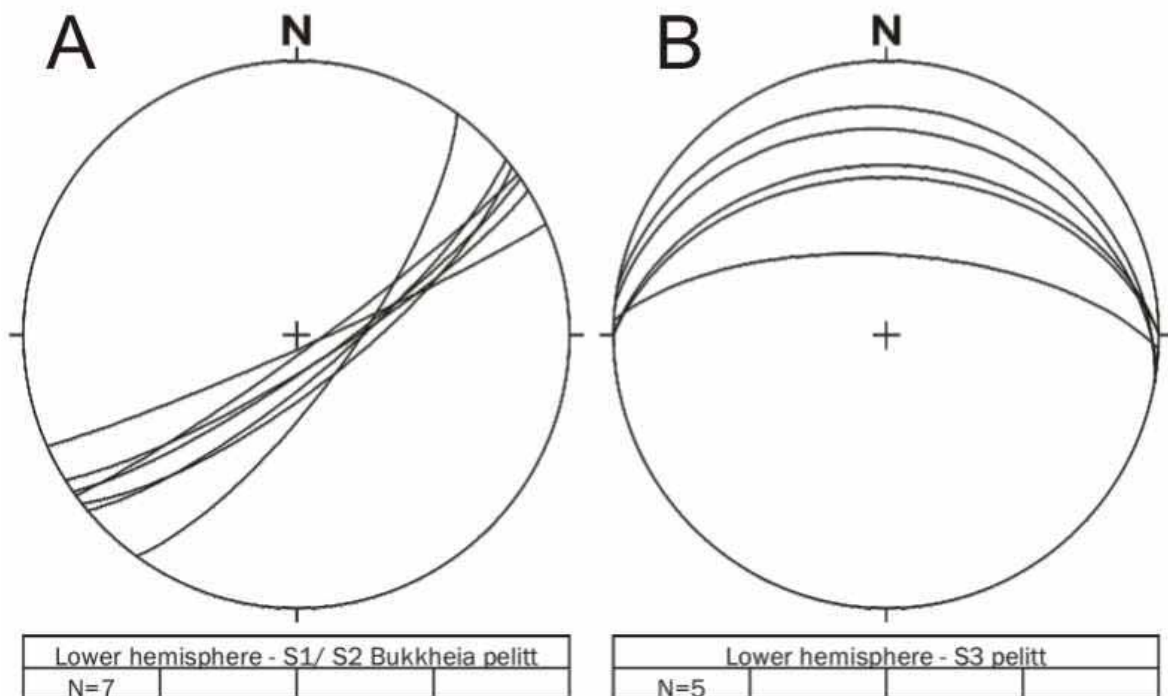 A
N
B
N
Lower hemisphere - S1/ S2 Bukkheia pelitt
N=7
Lower hemisphere - S3 pelitt
N=5